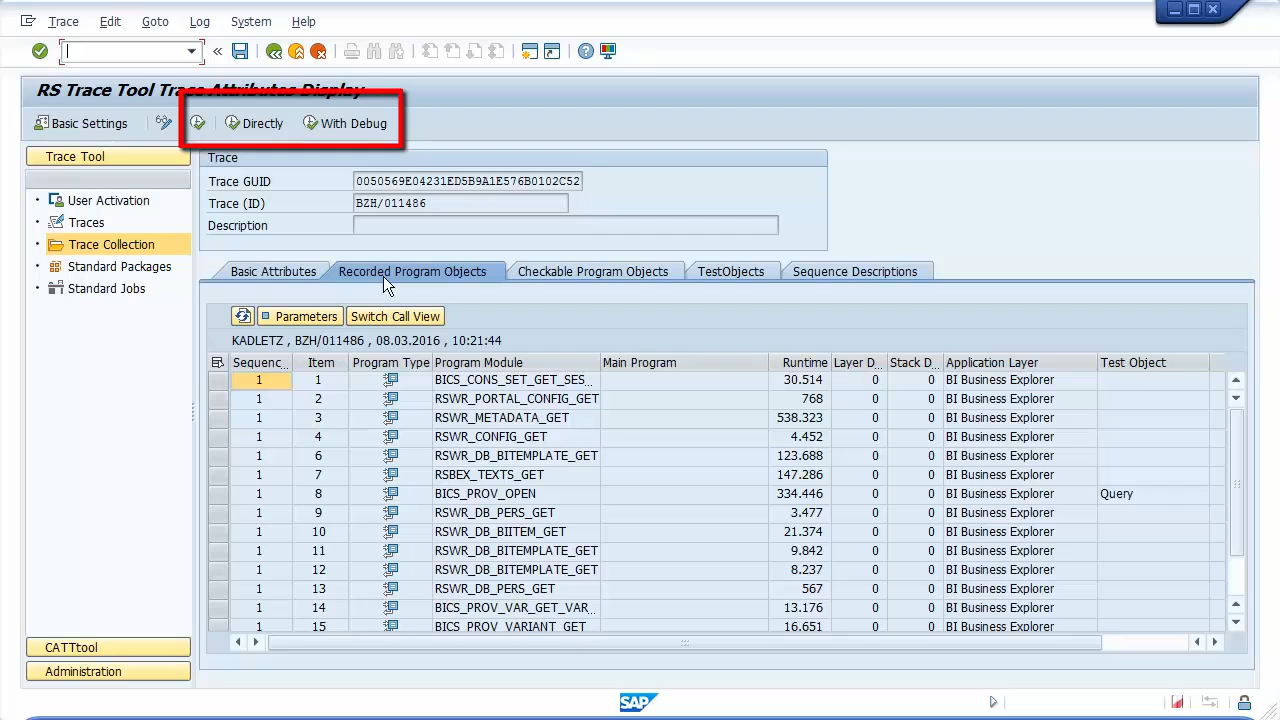 Trace Edit Goto Log System Help
RS Trace Tool Trace Attributes Display
Basic Settings Directly With Debug
Trace Tool
User Activation
Traces
Trace Collection
Standard Packages
Standard Jobs
CATTtool
Administration
Trace
Trace GUID 0050569E04231ED5B9A1E576B0102C52
Trace (ID) BZH/011486
Description
Basic Attributes Recorded Program Objects Checkable Program Objects TestObjects Sequence Descriptions
Parameters Switch Call View
KADLETZ , BZH/011486 , 08.03.2016 , 10:21:44
Sequenc... Item Program Type Program Module Main Program Runtime Layer D... Stack D... Application Layer Test Object
1 1 BICS_CONS_SET_GET_SES... 30.514 0 0 BI Business Explorer
1 2 RSWR_PORTAL_CONFIG_GET 768 0 0 BI Business Explorer
1 3 RSWR_METADATA_GET 538.323 0 0 BI Business Explorer
1 4 RSWR_CONFIG_GET 4.452 0 0 BI Business Explorer
1 6 RSWR_DB_BITEMPLATE_GET 123.688 0 0 BI Business Explorer
1 7 RSBEX_TEXTS_GET 147.286 0 0 BI Business Explorer
1 8 BICS_PROV_OPEN 334.446 0 0 BI Business Explorer Query
1 9 RSWR_DB_PERS_GET 3.477 0 0 BI Business Explorer
1 10 RSWR_DB_BIITEM_GET 21.374 0 0 BI Business Explorer
1 11 RSWR_DB_BITEMPLATE_GET 9.842 0 0 BI Business Explorer
1 12 RSWR_DB_BITEMPLATE_GET 8.237 0 0 BI Business Explorer
1 13 RSWR_DB_PERS_GET 567 0 0 BI Business Explorer
1 14 BICS_PROV_VAR_GET_VAR... 13.176 0 0 BI Business Explorer
1 15 BICS_PROV_VARIANT_GET 16.651 0 0 BI Business Explorer
SAP